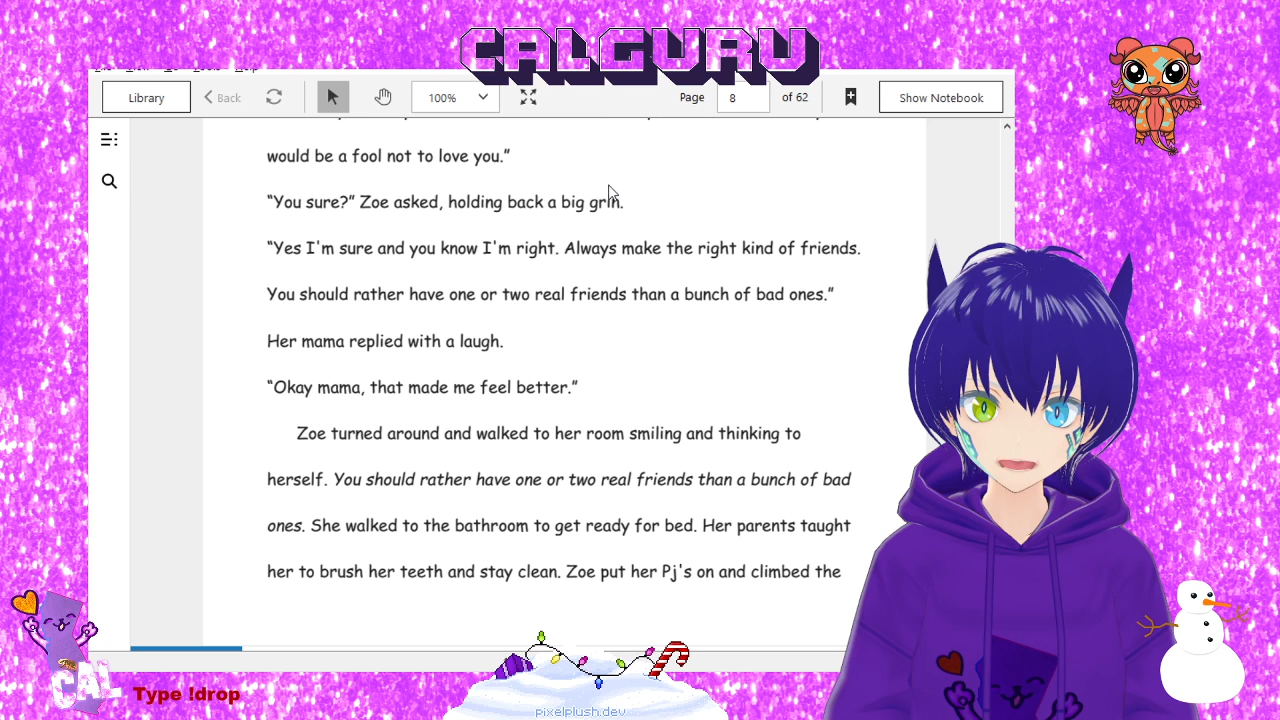 CALGURU
Library
Back
100%
Page
8
of 62
Show Notebook
would be a fool not to love you.”
“You sure?” Zoe asked, holding back a big grin.
“Yes I'm sure and you know I'm right. Always make the right kind of friends.
You should rather have one or two real friends than a bunch of bad ones.”
Her mama replied with a laugh.
“Okay mama, that made me feel better.”
Zoe turned around and walked to her room smiling and thinking to
herself. You should rather have one or two real friends than a bunch of bad
ones. She walked to the bathroom to get ready for bed. Her parents taught
her to brush her teeth and stay clean. Zoe put her Pj's on and climbed the
CAL
Type !drop
pixelplush.dev